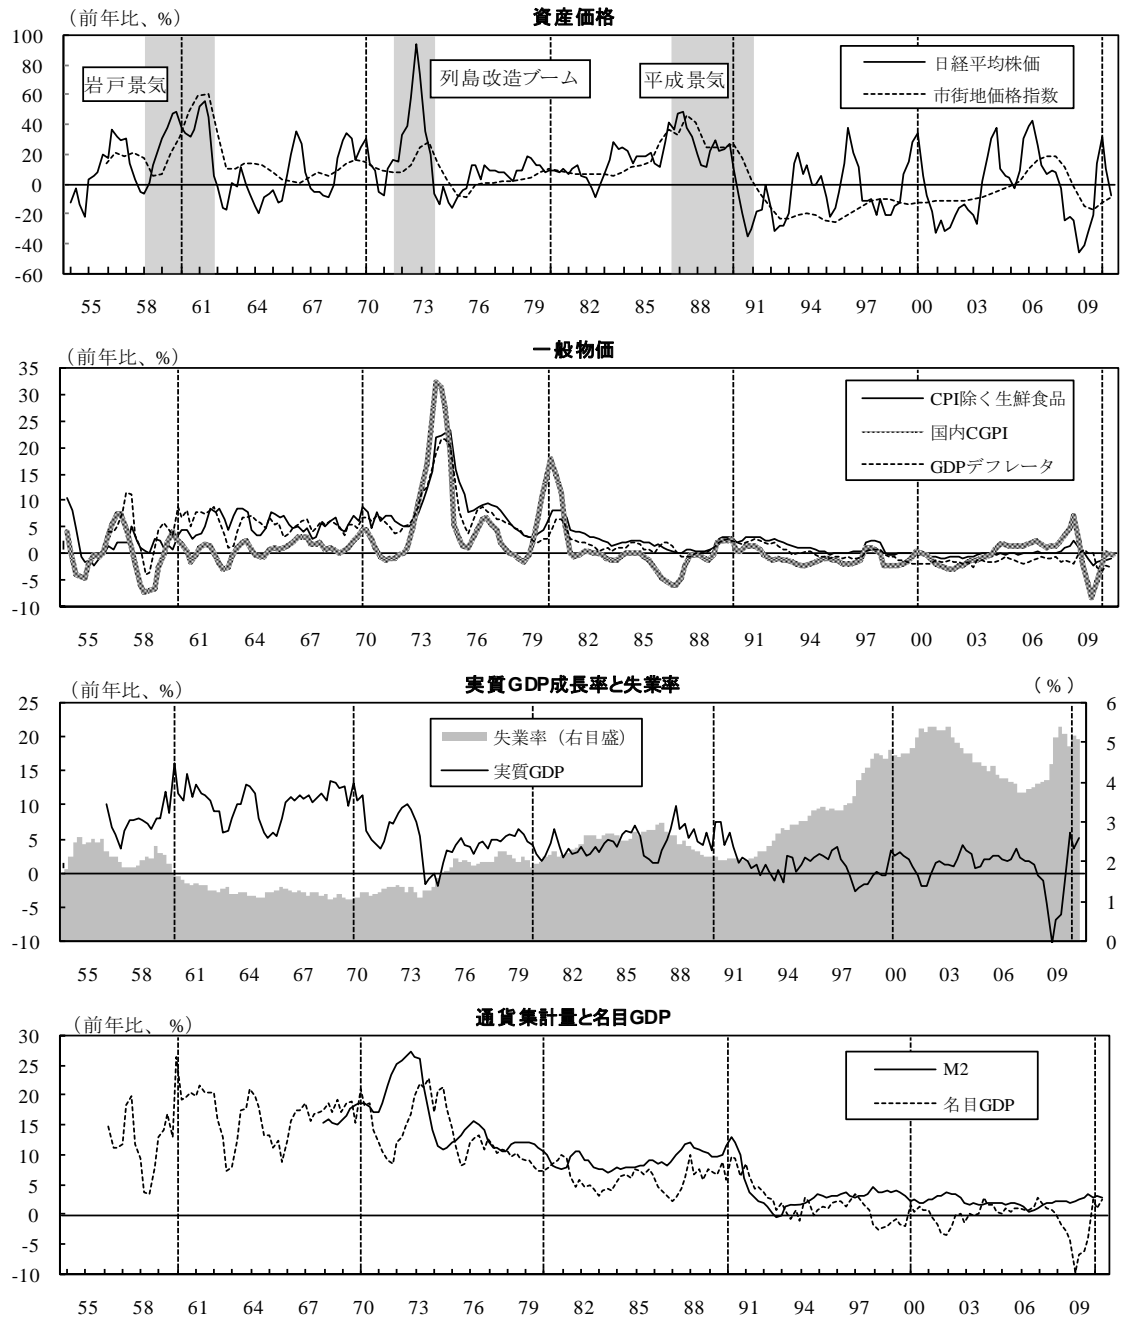 資産価格
（前年比、%）
100
80
60
40
20
0
-20
-40
-60
岩戸景気
列島改造ブーム
平成景気
日経平均株価
市街地価格指数
55 58 61 64 67 70 73 76 79 82 85 88 91 94 97 00 03 06 09
一般物価
（前年比、%）
35
30
25
20
15
10
5
0
-5
-10
CPI除く生鮮食品
国内CGPI
GDPデフレータ
55 58 61 64 67 70 73 76 79 82 85 88 91 94 97 00 03 06 09
実質GDP成長率と失業率
（前年比、%）
（%）
25
20
15
10
5
0
-5
-10
失業率（右目盛）
実質GDP
6
5
4
3
2
1
0
55 58 61 64 67 70 73 76 79 82 85 88 91 94 97 00 03 06 09
通貨集計量と名目GDP
（前年比、%）
30
25
20
15
10
5
0
-5
-10
M2
名目GDP
55 58 61 64 67 70 73 76 79 82 85 88 91 94 97 00 03 06 09